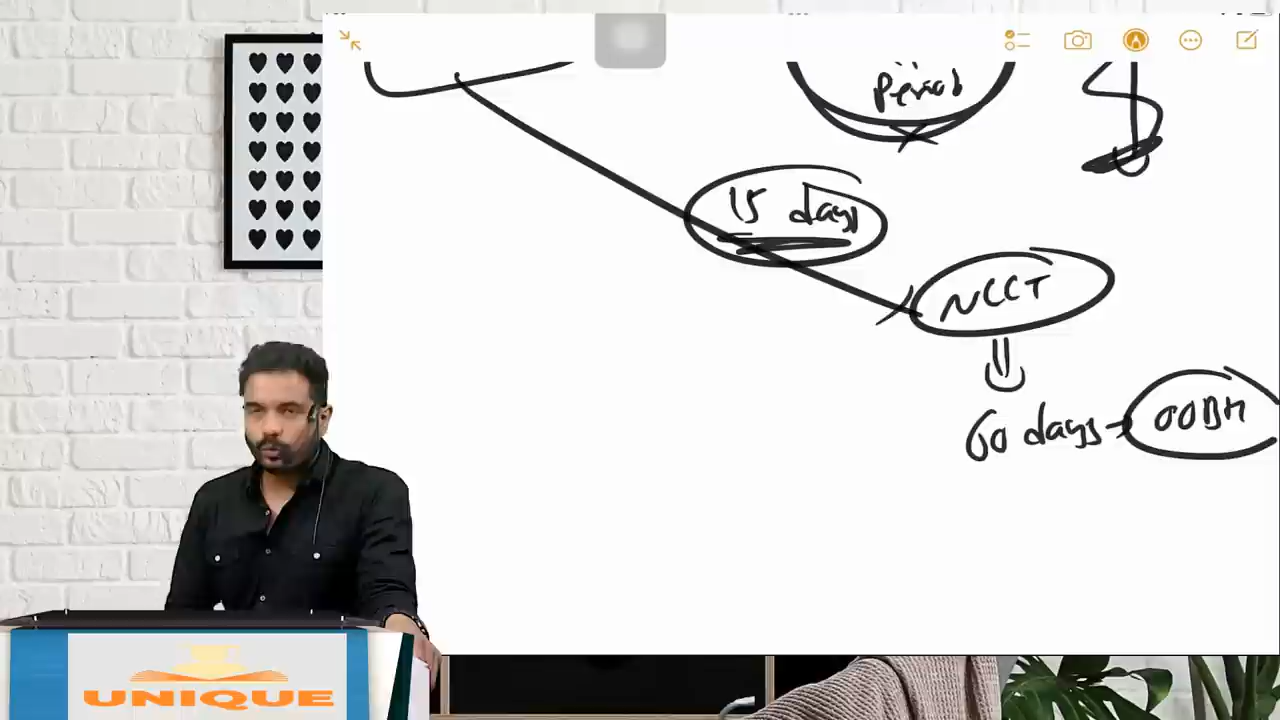 Period
15 days
NCCT
60 days → OOBM
UNIQUE